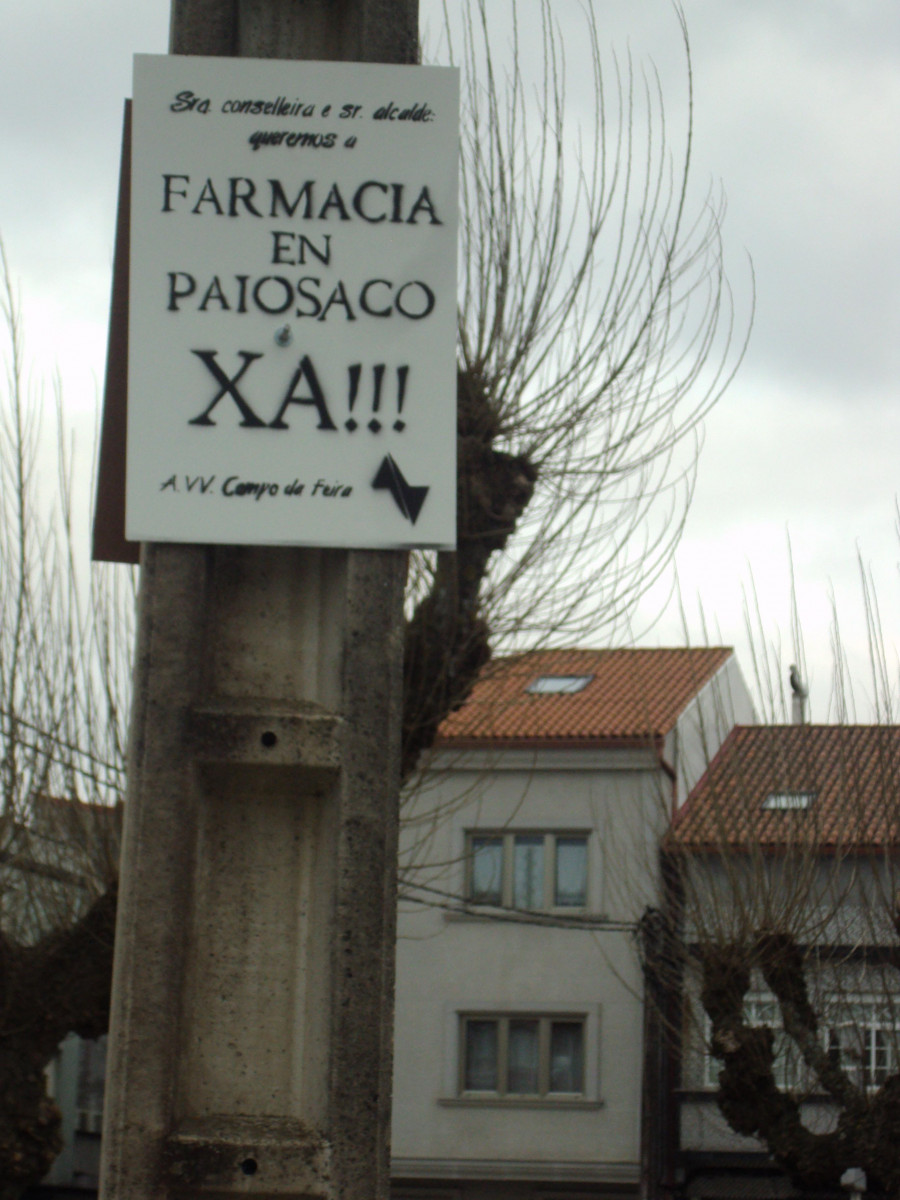 Sra. conselleira e sr. alcalde:
queremos a
FARMACIA
EN
PAIOSACO
XA!!!
A.VV. Campo da Feira